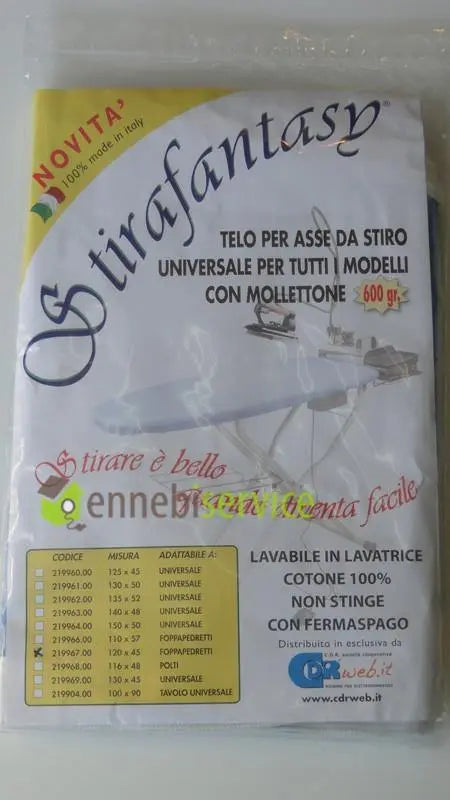 NOVITA'
100% made in italy
Stirafantasy®
TELO PER ASSE DA STIRO
UNIVERSALE PER TUTTI I MODELLI
CON MOLLETTONE 600 gr.
Stirare è bello
quando diventa facile
ennebiservice
CODICE MISURA ADATTABILE A:
219960.00 125 x 45 UNIVERSALE
219961.00 130 x 50 UNIVERSALE
219962.00 135 x 52 UNIVERSALE
219963.00 140 x 48 UNIVERSALE
219964.00 150 x 50 UNIVERSALE
219966.00 110 x 57 FOPPAPEDRETTI
219967.00 120 x 45 FOPPAPEDRETTI
219968.00 116 x 48 POLTI
219969.00 130 x 45 UNIVERSALE
219904.00 100 x 90 TAVOLO UNIVERSALE
LAVABILE IN LAVATRICE
COTONE 100%
NON STINGE
CON FERMASPAGO
Distribuito in esclusiva da
C.D.R. società cooperativa
CDRweb.it
www.cdrweb.it